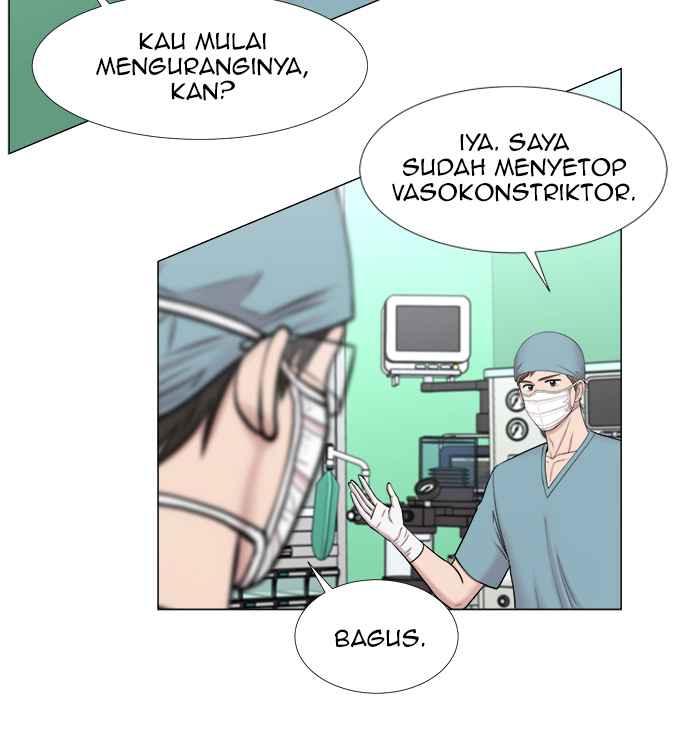 KAU MULAI
MENGURANGINYA,
KAN?
IYA. SAYA
SUDAH MENYETOP
VASOKONSTRIKTOR.
BAGUS.